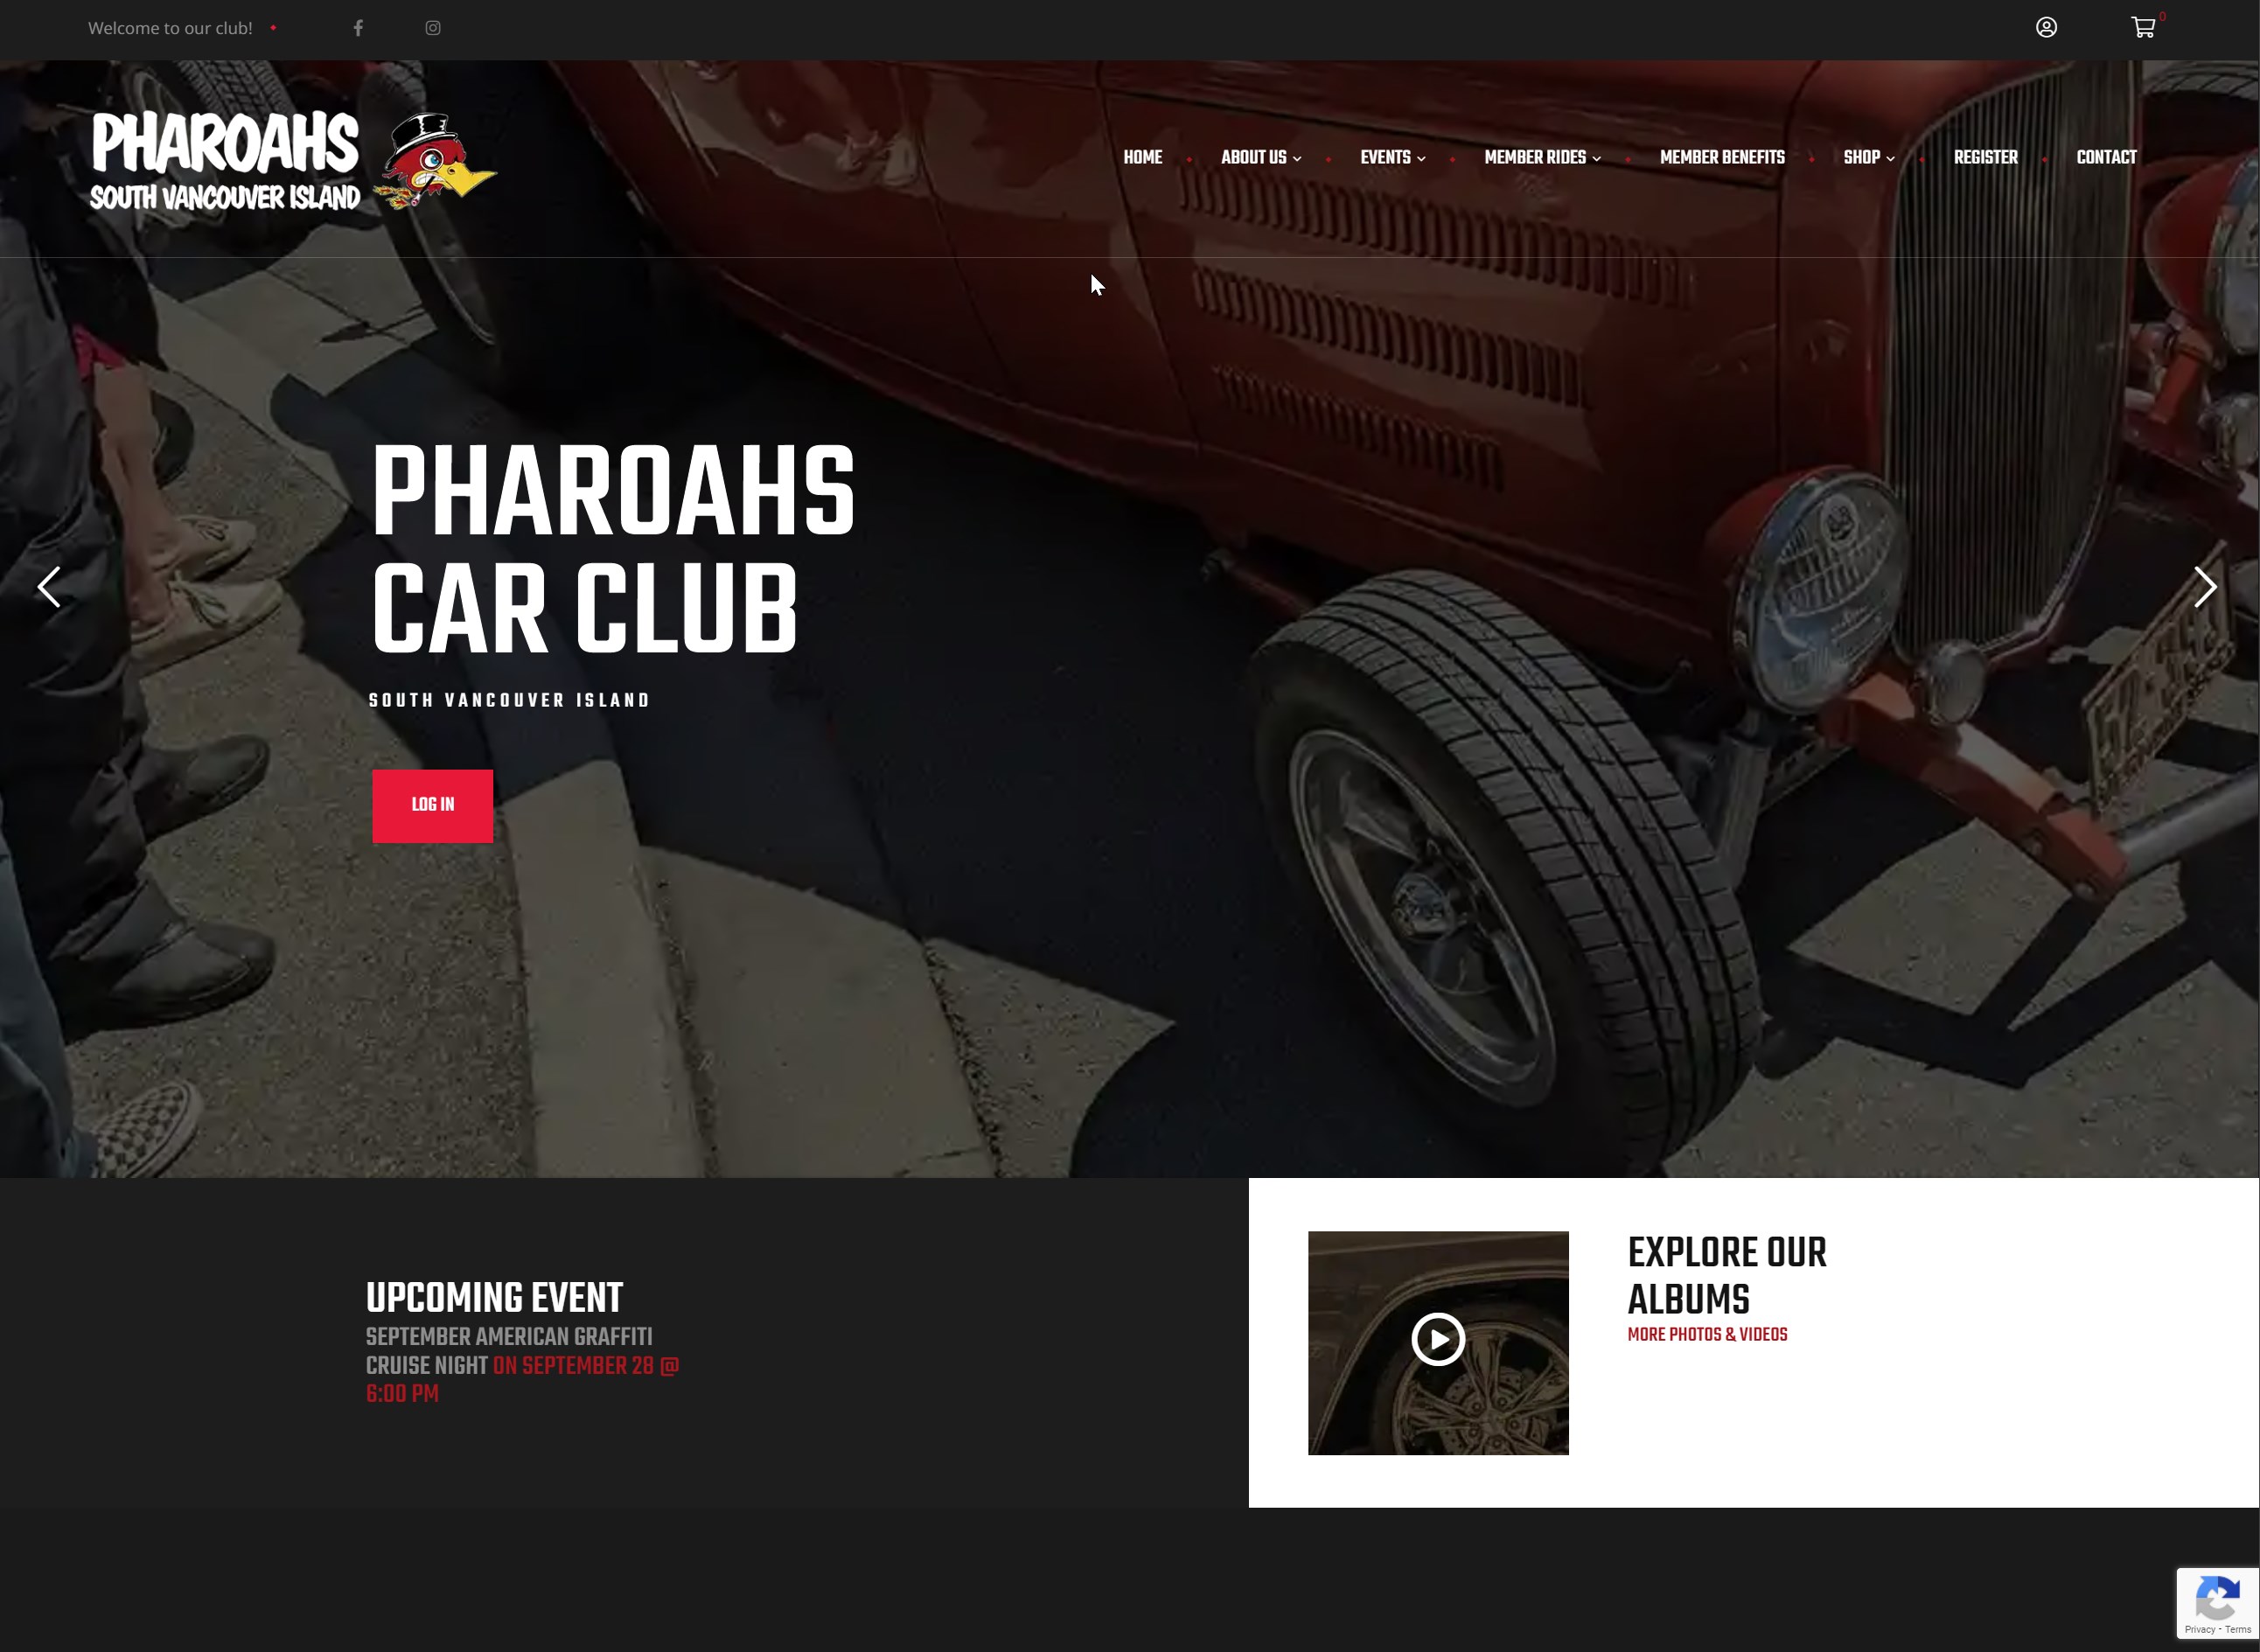 Welcome to our club!
0
PHAROAHS
SOUTH VANCOUVER ISLAND
HOME
ABOUT US
EVENTS
MEMBER RIDES
MEMBER BENEFITS
SHOP
REGISTER
CONTACT
PHAROAHS
CAR CLUB
SOUTH VANCOUVER ISLAND
LOG IN
UPCOMING EVENT
SEPTEMBER AMERICAN GRAFFITI
CRUISE NIGHT ON SEPTEMBER 28 @
6:00 PM
EXPLORE OUR
ALBUMS
MORE PHOTOS & VIDEOS
Privacy - Terms